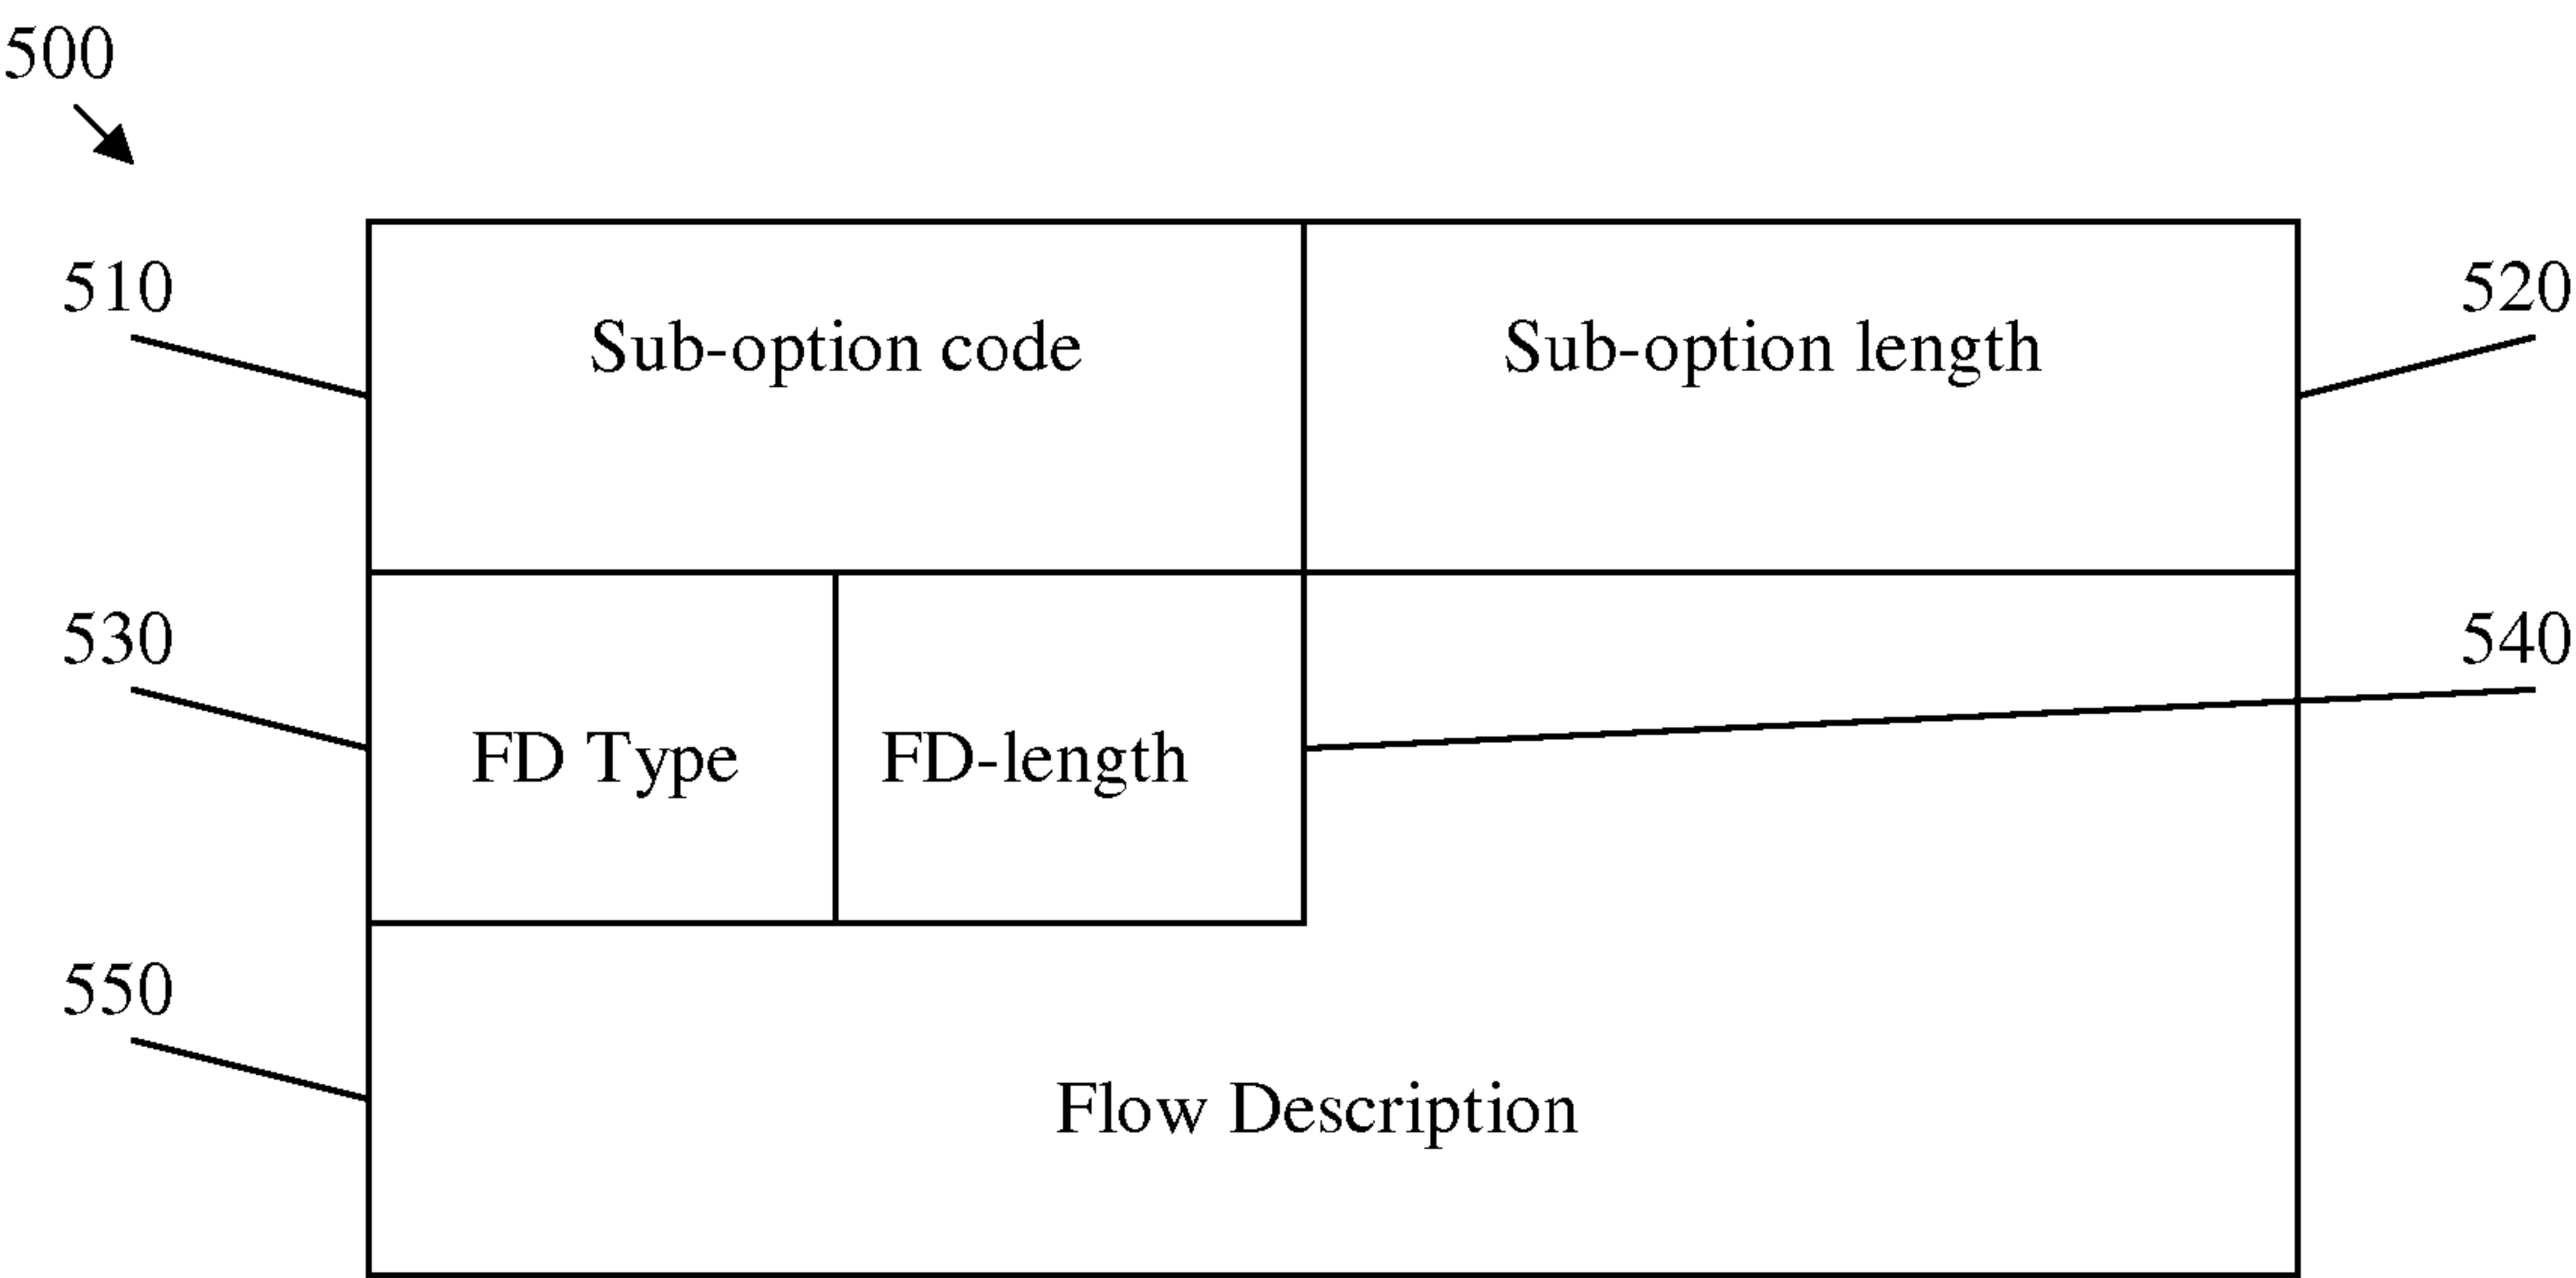 500
510
520
Sub-option code
Sub-option length
530
540
FD Type
FD-length
550
Flow Description